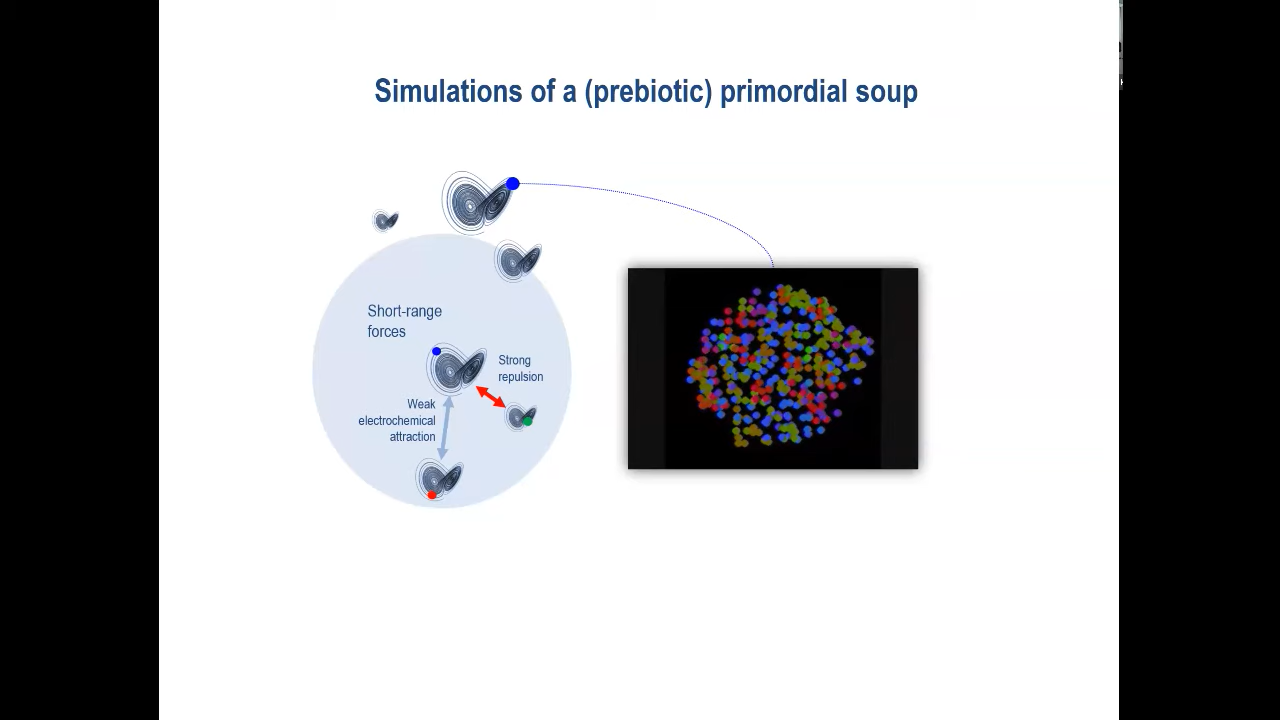 Simulations of a (prebiotic) primordial soup
Short-range
forces
Strong
repulsion
Weak
electrochemical
attraction